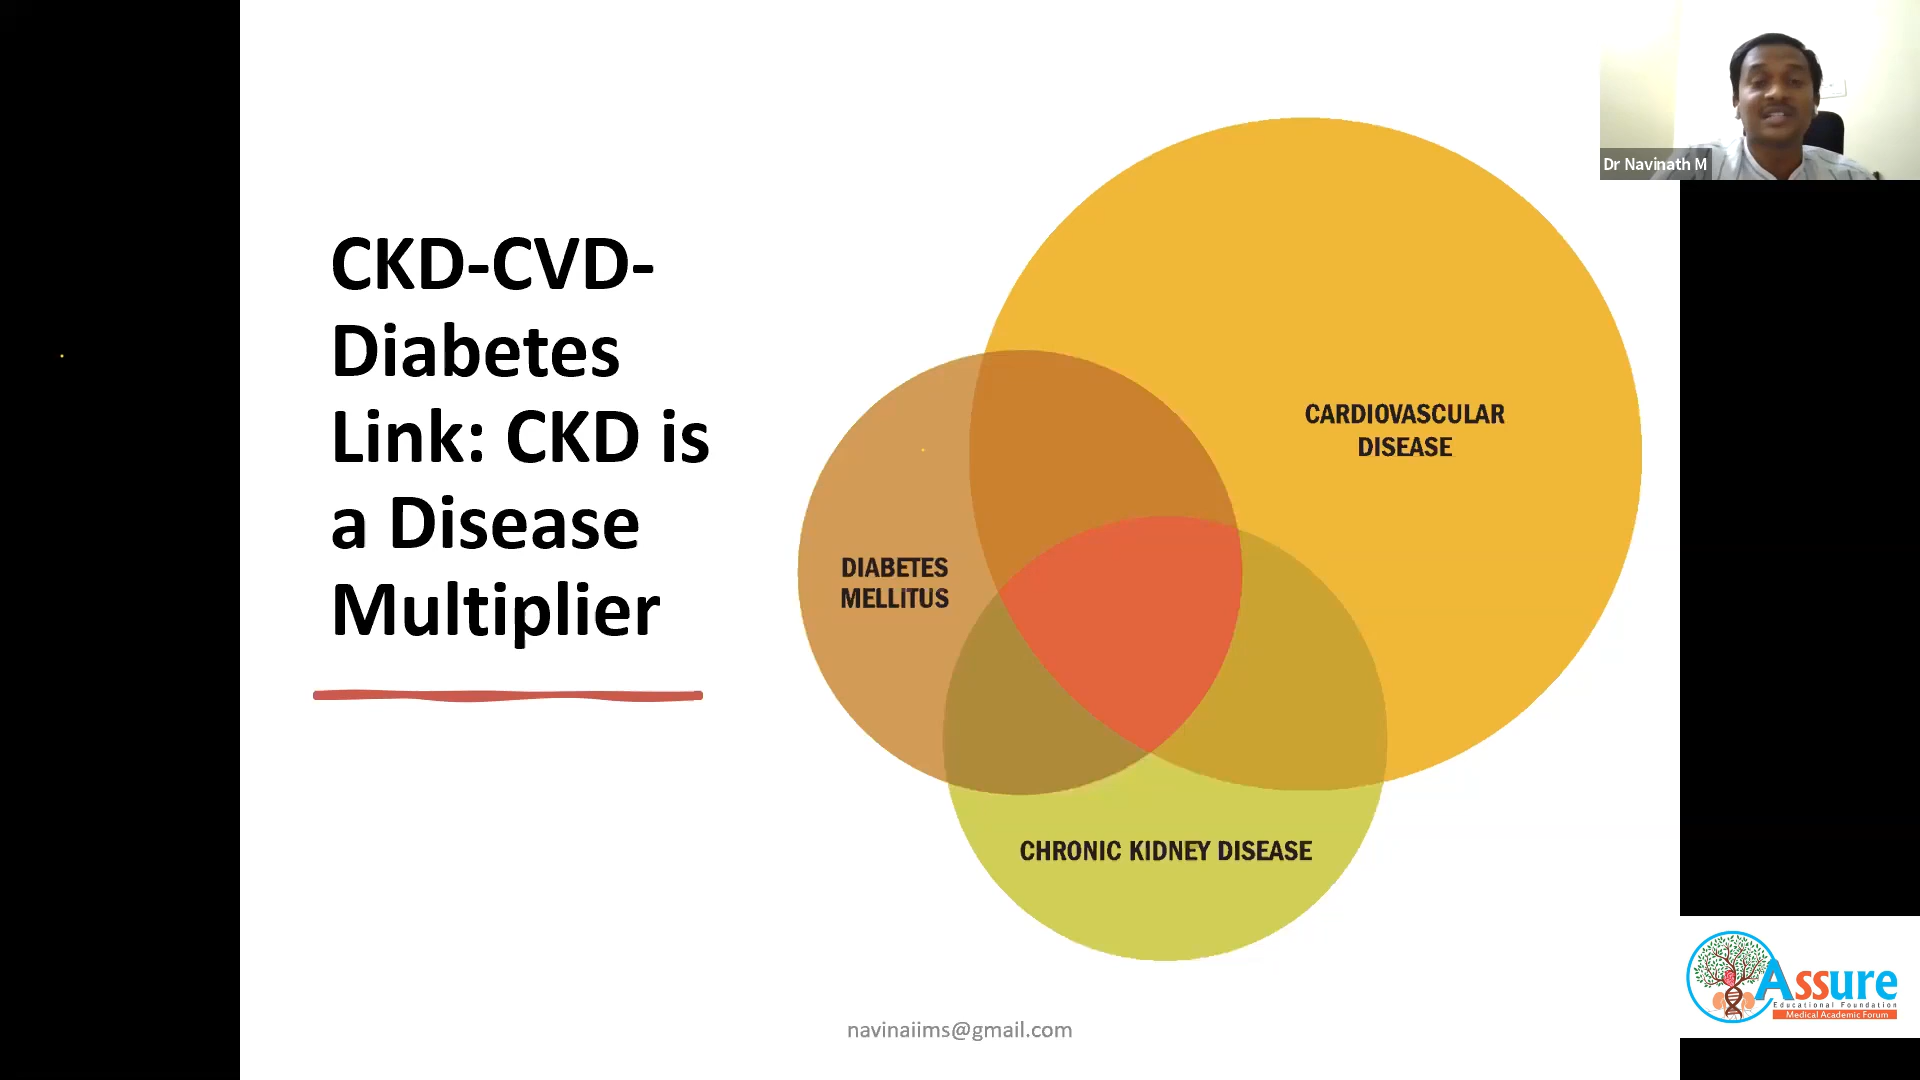 CKD-CVD-
Diabetes
Link: CKD is
a Disease
Multiplier
CARDIOVASCULAR
DISEASE
DIABETES
MELLITUS
CHRONIC KIDNEY DISEASE
navinaiims@gmail.com
Dr Navinath M
Assure
Educational Foundation
Medical Academic Forum